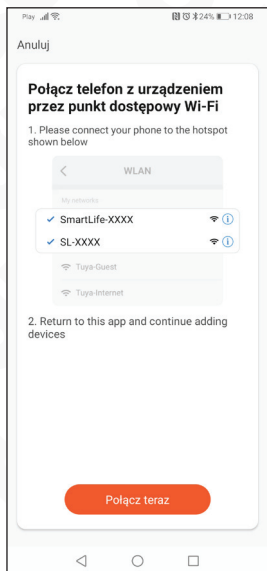 Play 24% 12:08
Anuluj
Połącz telefon z urządzeniem
przez punkt dostępowy Wi-Fi
1. Please connect your phone to the hotspot
shown below
WLAN
My networks
SmartLife-XXXX
SL-XXXX
Tuya-Guest
Tuya-Internet
2. Return to this app and continue adding
devices
Połącz teraz